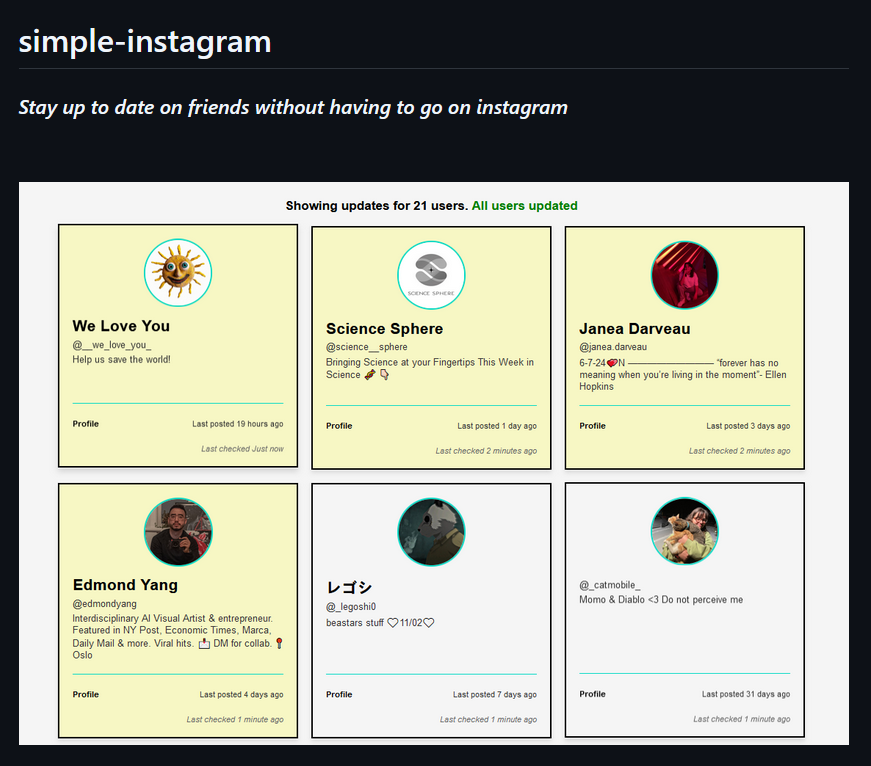 simple-instagram
Stay up to date on friends without having to go on instagram
Showing updates for 21 users. All users updated
We Love You
@__we_love_you_
Help us save the world!
Profile
Last posted 19 hours ago
Last checked Just now
SCIENCE SPHERE
Science Sphere
@science__sphere
Bringing Science at your Fingertips This Week in
Science 🧬 👇
Profile
Last posted 1 day ago
Last checked 2 minutes ago
Janea Darveau
@janea.darveau
6-7-24💝N —————————— “forever has no
meaning when you’re living in the moment”- Ellen
Hopkins
Profile
Last posted 3 days ago
Last checked 2 minutes ago
Edmond Yang
@edmondyang
Interdisciplinary AI Visual Artist & entrepreneur.
Featured in NY Post, Economic Times, Marca,
Daily Mail & more. Viral hits. 📩 DM for collab. 📍
Oslo
Profile
Last posted 4 days ago
Last checked 1 minute ago
レゴシ
@_legoshi0
beastars stuff ♡11/02♡
Profile
Last posted 7 days ago
Last checked 1 minute ago
@_catmobile_
Momo & Diablo <3 Do not perceive me
Profile
Last posted 31 days ago
Last checked 1 minute ago